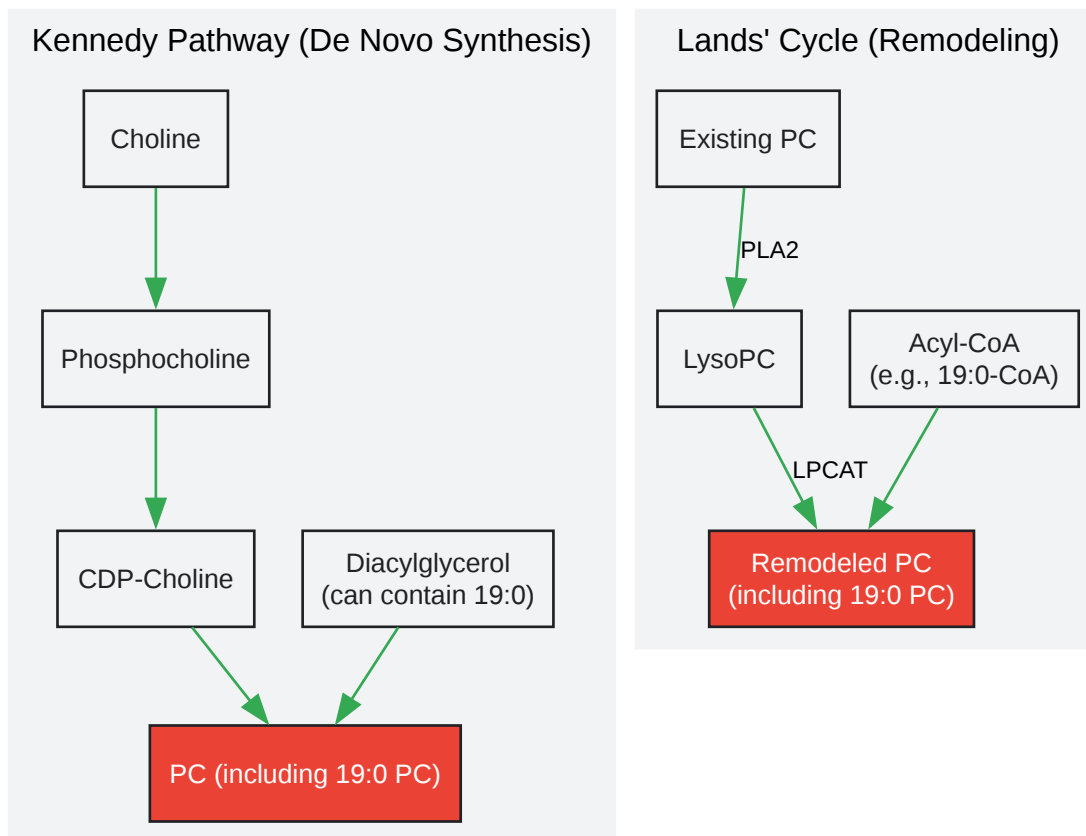 Kennedy Pathway (De Novo Synthesis)
Choline
Phosphocholine
CDP-Choline
Diacylglycerol
(can contain 19:0)
PC (including 19:0 PC)
Lands' Cycle (Remodeling)
Existing PC
PLA2
LysoPC
Acyl-CoA
(e.g., 19:0-CoA)
LPCAT
Remodeled PC
(including 19:0 PC)